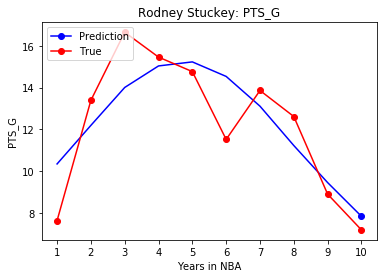 Rodney Stuckey: PTS_G
Prediction
True
PTS_G
16
14
12
10
8
1 2 3 4 5 6 7 8 9 10
Years in NBA